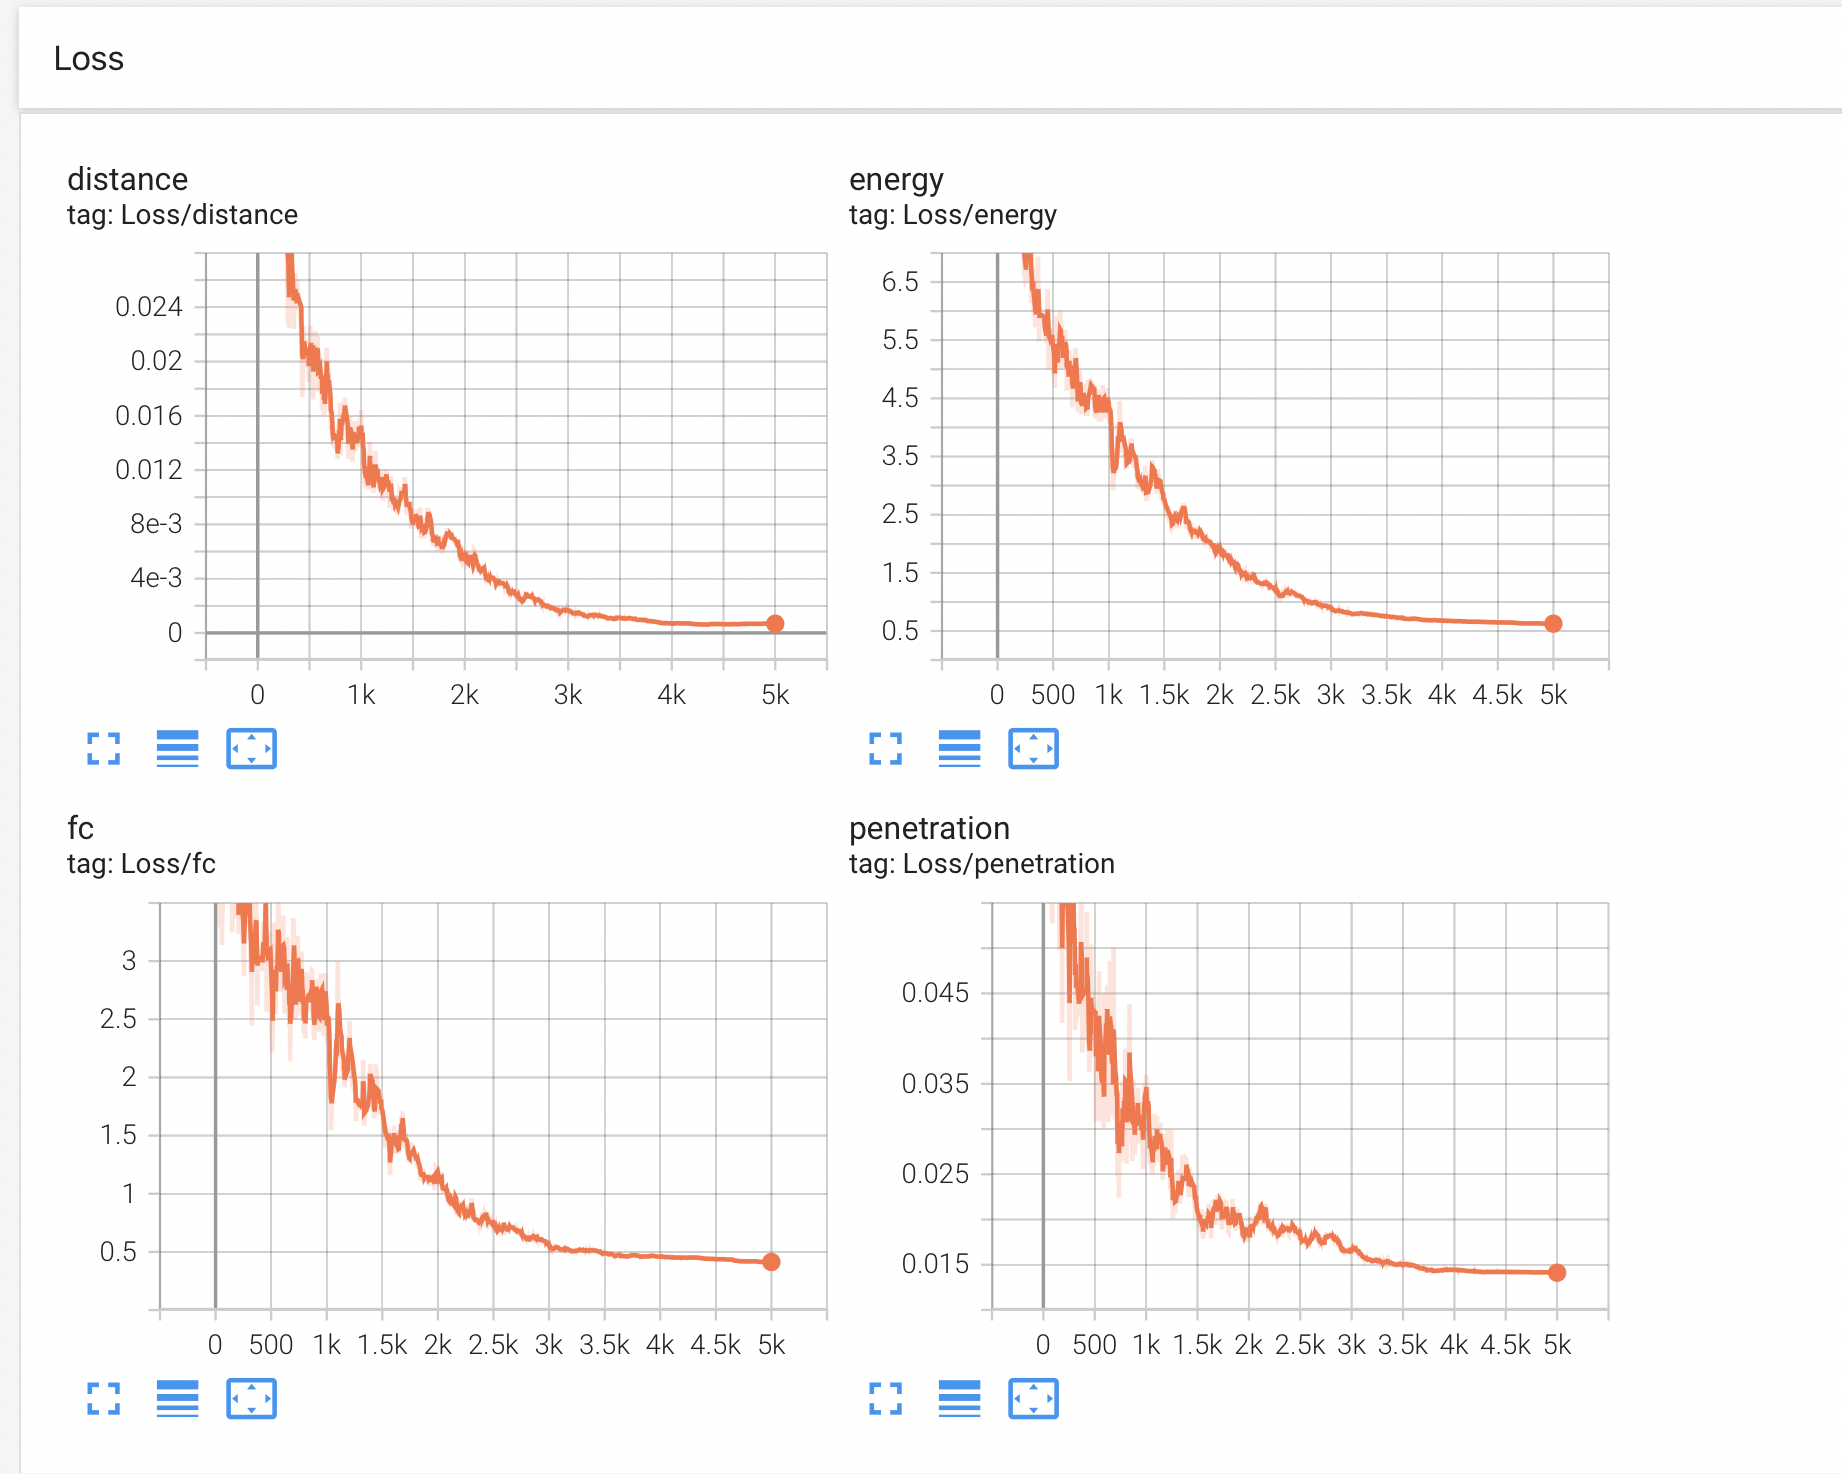 Loss
distance
tag: Loss/distance
0.024
0.02
0.016
0.012
8e-3
4e-3
0
0 1k 2k 3k 4k 5k
energy
tag: Loss/energy
6.5
5.5
4.5
3.5
2.5
1.5
0.5
0 500 1k 1.5k 2k 2.5k 3k 3.5k 4k 4.5k 5k
fc
tag: Loss/fc
3
2.5
2
1.5
1
0.5
0 500 1k 1.5k 2k 2.5k 3k 3.5k 4k 4.5k 5k
penetration
tag: Loss/penetration
0.045
0.035
0.025
0.015
0 500 1k 1.5k 2k 2.5k 3k 3.5k 4k 4.5k 5k